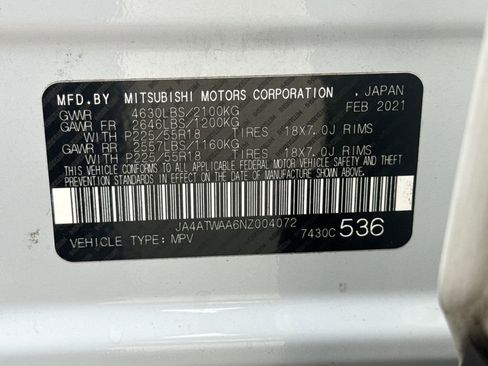 MFD.BY MITSUBISHI MOTORS CORPORATION , JAPAN
GVWR 4630LBS/2100KG FEB 2021
GAWR FR 2646LBS/1200KG
WITH P225/55R18 TIRES 18X7.0J RIMS
GAWR RR 2557LBS/1160KG
WITH P225/55R18 TIRES 18X7.0J RIMS
THIS VEHICLE CONFORMS TO ALL APPLICABLE FEDERAL MOTOR VEHICLE SAFETY AND THEFT
PREVENTION STANDARDS IN EFFECT ON THE DATE OF MANUFACTURE SHOWN ABOVE.
JA4ATWAA6NZ004072
VEHICLE TYPE: MPV 7430C 536